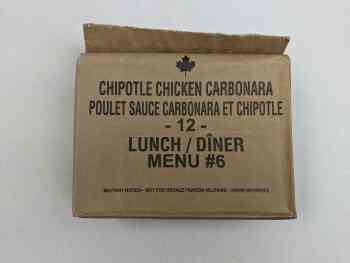 CHIPOTLE CHICKEN CARBONARA
POULET SAUCE CARBONARA ET CHIPOTLE
- 12 -
LUNCH / DÎNER
MENU #6